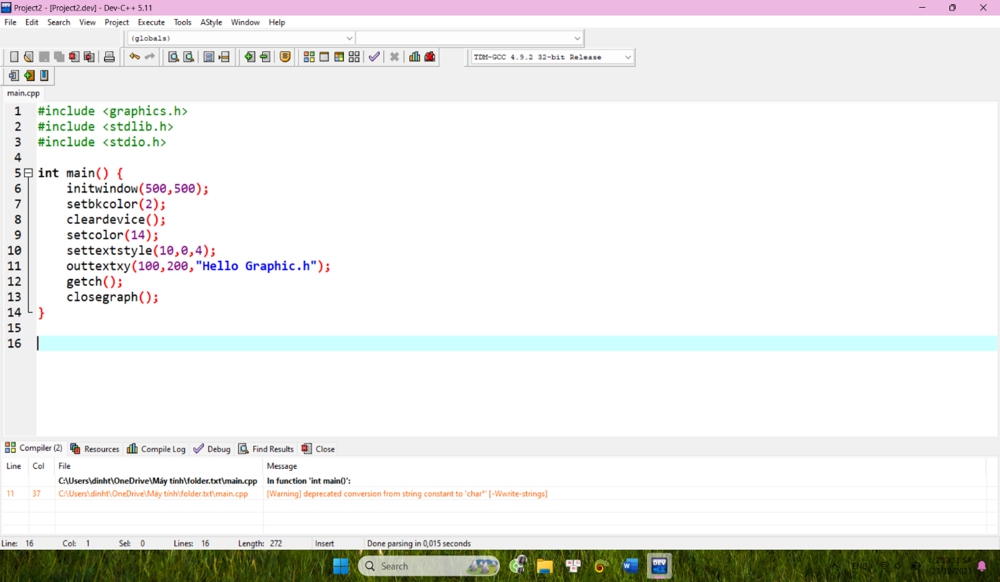 Project2 - [Project2.dev] - Dev-C++ 5.11
File Edit Search View Project Execute Tools AStyle Window Help
(globals)
TDM-GCC 4.9.2 32-bit Release
main.cpp
1 #include <graphics.h>
2 #include <stdlib.h>
3 #include <stdio.h>
4
5 int main() {
6 initwindow(500,500);
7 setbkcolor(2);
8 cleardevice();
9 setcolor(14);
10 settextstyle(10,0,4);
11 outtextxy(100,200,"Hello Graphic.h");
12 getch();
13 closegraph();
14 }
15
16
Compiler (2) Resources Compile Log Debug Find Results Close
Line Col File Message
C:\Users\dinht\OneDrive\Máy tính\folder.txt\main.cpp In function 'int main()':
11 37 C:\Users\dinht\OneDrive\Máy tính\folder.txt\main.cpp [Warning] deprecated conversion from string constant to 'char*' [-Wwrite-strings]
Line: 16 Col: 1 Sel: 0 Lines: 16 Length: 272 Insert Done parsing in 0,015 seconds
Search
W
DEV
ENG
23/12/2023